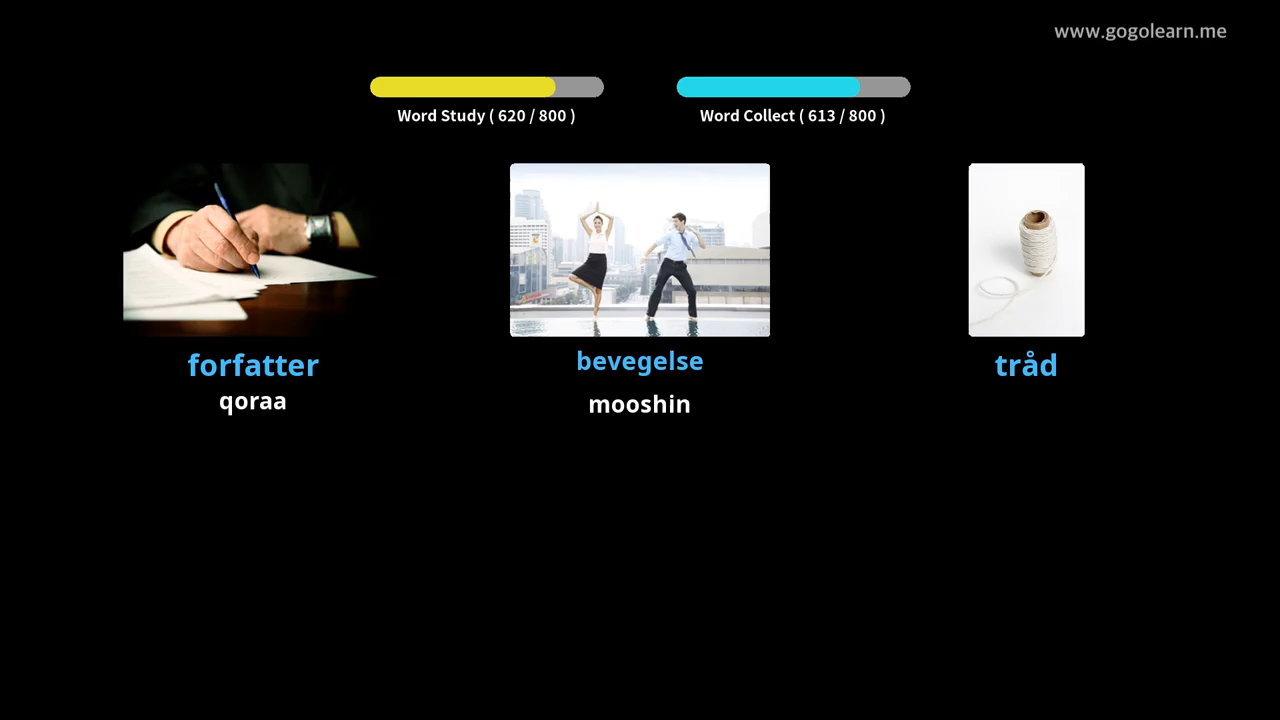 www.gogolearn.me
Word Study ( 620 / 800 )
Word Collect ( 613 / 800 )
forfatter
qoraa
bevegelse
mooshin
tråd